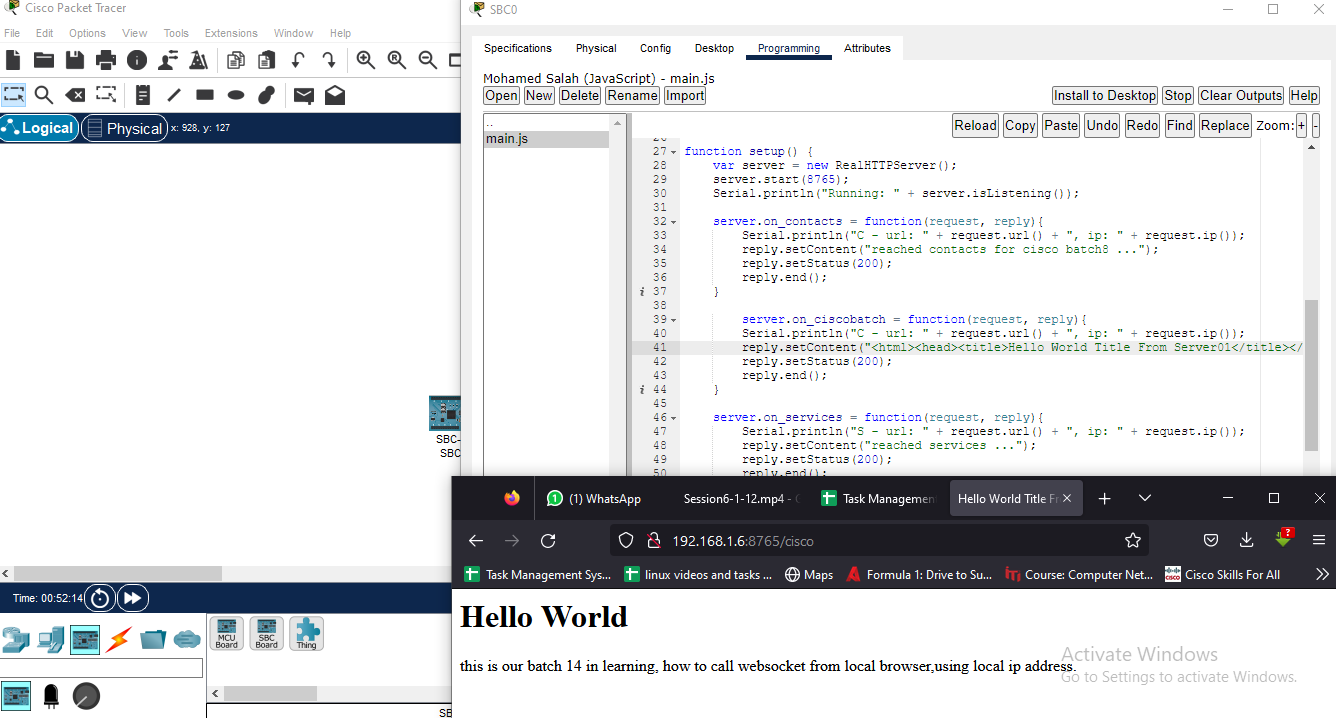 Cisco Packet Tracer
File Edit Options View Tools Extensions Window Help
Logical Physical x: 928, y: 127
SBC-
SBC
Time: 00:52:14
MCU Board
SBC Board
Thing
SBC0
Specifications Physical Config Desktop Programming Attributes
Mohamed Salah (JavaScript) - main.js
Open New Delete Rename Import Install to Desktop Stop Clear Outputs Help
Reload Copy Paste Undo Redo Find Replace Zoom: + -
..
main.js
26
27 function setup() {
28 var server = new RealHTTPServer();
29 server.start(8765);
30 Serial.println("Running: " + server.isListening());
31
32 server.on_contacts = function(request, reply){
33 Serial.println("C - url: " + request.url() + ", ip: " + request.ip());
34 reply.setContent("reached contacts for cisco batch8 ...");
35 reply.setStatus(200);
36 reply.end();
i 37 }
38
39 server.on_ciscobatch = function(request, reply){
40 Serial.println("C - url: " + request.url() + ", ip: " + request.ip());
41 reply.setContent("<html><head><title>Hello World Title From Server01</title></
42 reply.setStatus(200);
43 reply.end();
i 44 }
45
46 server.on_services = function(request, reply){
47 Serial.println("S - url: " + request.url() + ", ip: " + request.ip());
48 reply.setContent("reached services ...");
49 reply.setStatus(200);
50 reply.end();
(1) WhatsApp Session6-1-12.mp4 - Task Managemen Hello World Title Fr
192.168.1.6:8765/cisco
Task Management Sys... linux videos and tasks ... Maps Formula 1: Drive to Su... Course: Computer Net... Cisco Skills For All
Hello World
this is our batch 14 in learning, how to call websocket from local browser,using local ip address.
Activate Windows
Go to Settings to activate Windows.
SB